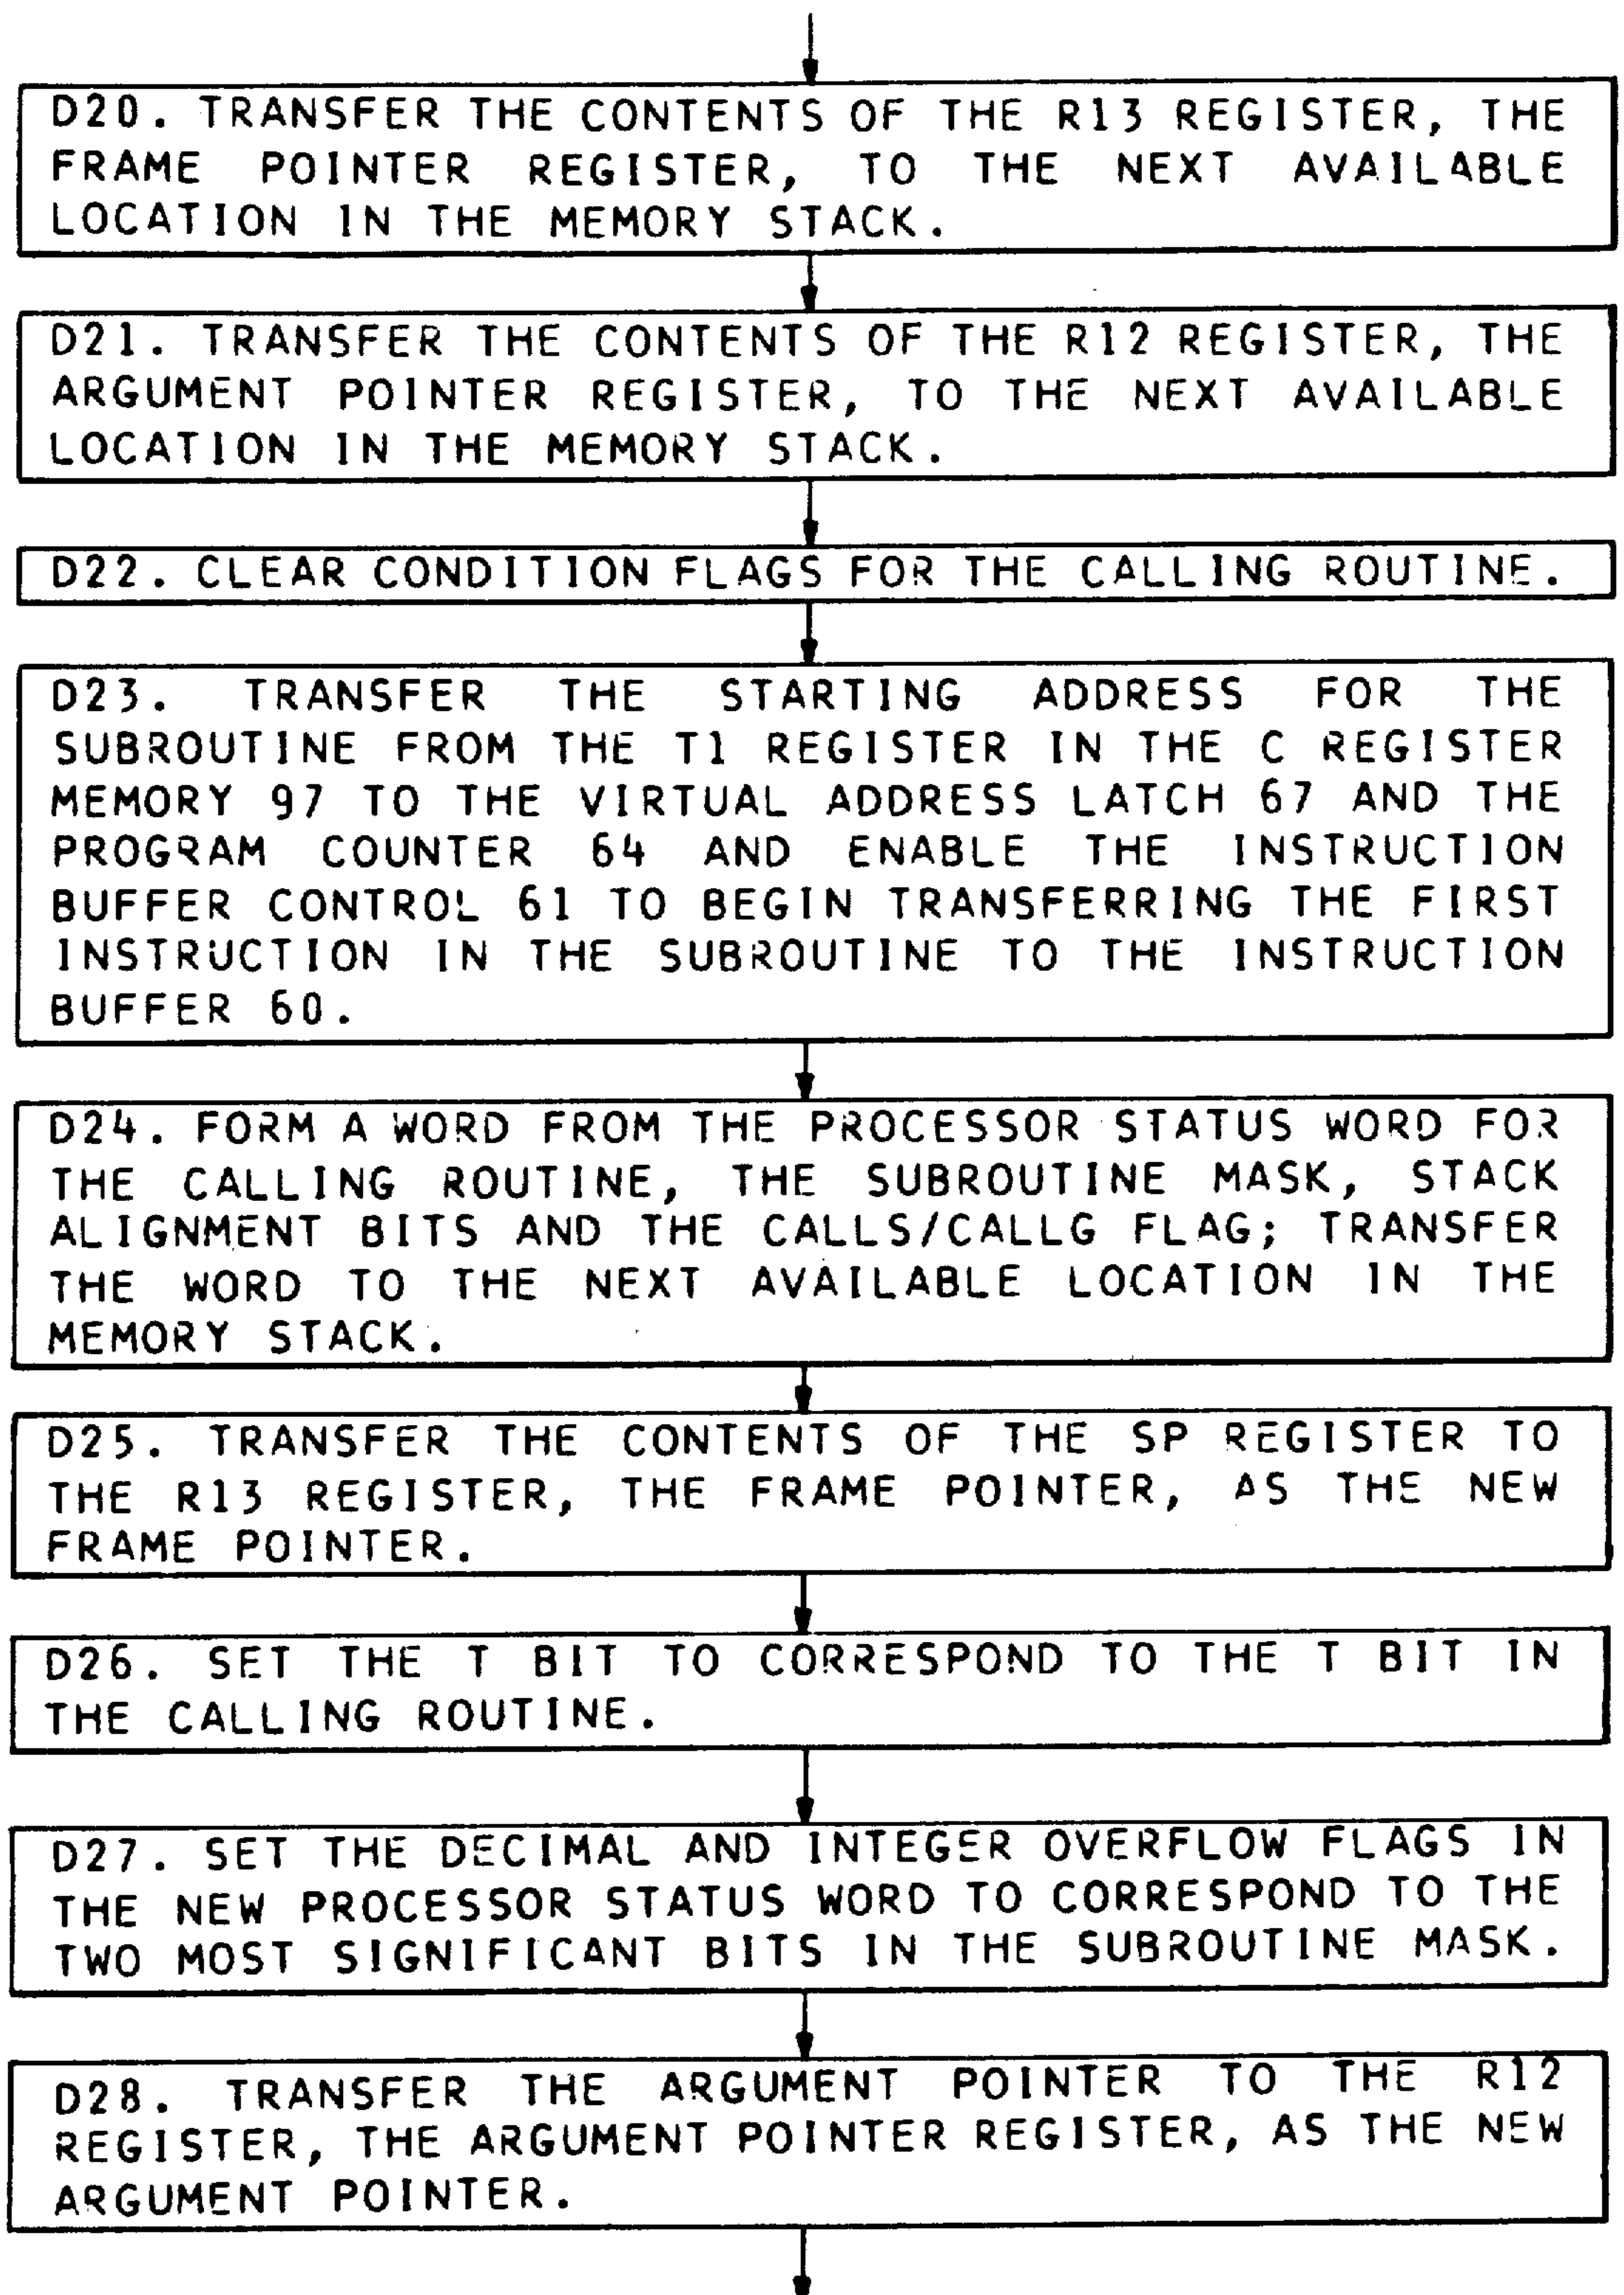 D20. TRANSFER THE CONTENTS OF THE R13 REGISTER, THE
FRAME POINTER REGISTER, TO THE NEXT AVAILABLE
LOCATION IN THE MEMORY STACK.
D21. TRANSFER THE CONTENTS OF THE R12 REGISTER, THE
ARGUMENT POINTER REGISTER, TO THE NEXT AVAILABLE
LOCATION IN THE MEMORY STACK.
D22. CLEAR CONDITION FLAGS FOR THE CALLING ROUTINE.
D23. TRANSFER THE STARTING ADDRESS FOR THE
SUBROUTINE FROM THE T1 REGISTER IN THE C REGISTER
MEMORY 97 TO THE VIRTUAL ADDRESS LATCH 67 AND THE
PROGRAM COUNTER 64 AND ENABLE THE INSTRUCTION
BUFFER CONTROL 61 TO BEGIN TRANSFERRING THE FIRST
INSTRUCTION IN THE SUBROUTINE TO THE INSTRUCTION
BUFFER 60.
D24. FORM A WORD FROM THE PROCESSOR STATUS WORD FOR
THE CALLING ROUTINE, THE SUBROUTINE MASK, STACK
ALIGNMENT BITS AND THE CALLS/CALLG FLAG; TRANSFER
THE WORD TO THE NEXT AVAILABLE LOCATION IN THE
MEMORY STACK.
D25. TRANSFER THE CONTENTS OF THE SP REGISTER TO
THE R13 REGISTER, THE FRAME POINTER, AS THE NEW
FRAME POINTER.
D26. SET THE T BIT TO CORRESPOND TO THE T BIT IN
THE CALLING ROUTINE.
D27. SET THE DECIMAL AND INTEGER OVERFLOW FLAGS IN
THE NEW PROCESSOR STATUS WORD TO CORRESPOND TO THE
TWO MOST SIGNIFICANT BITS IN THE SUBROUTINE MASK.
D28. TRANSFER THE ARGUMENT POINTER TO THE R12
REGISTER, THE ARGUMENT POINTER REGISTER, AS THE NEW
ARGUMENT POINTER.